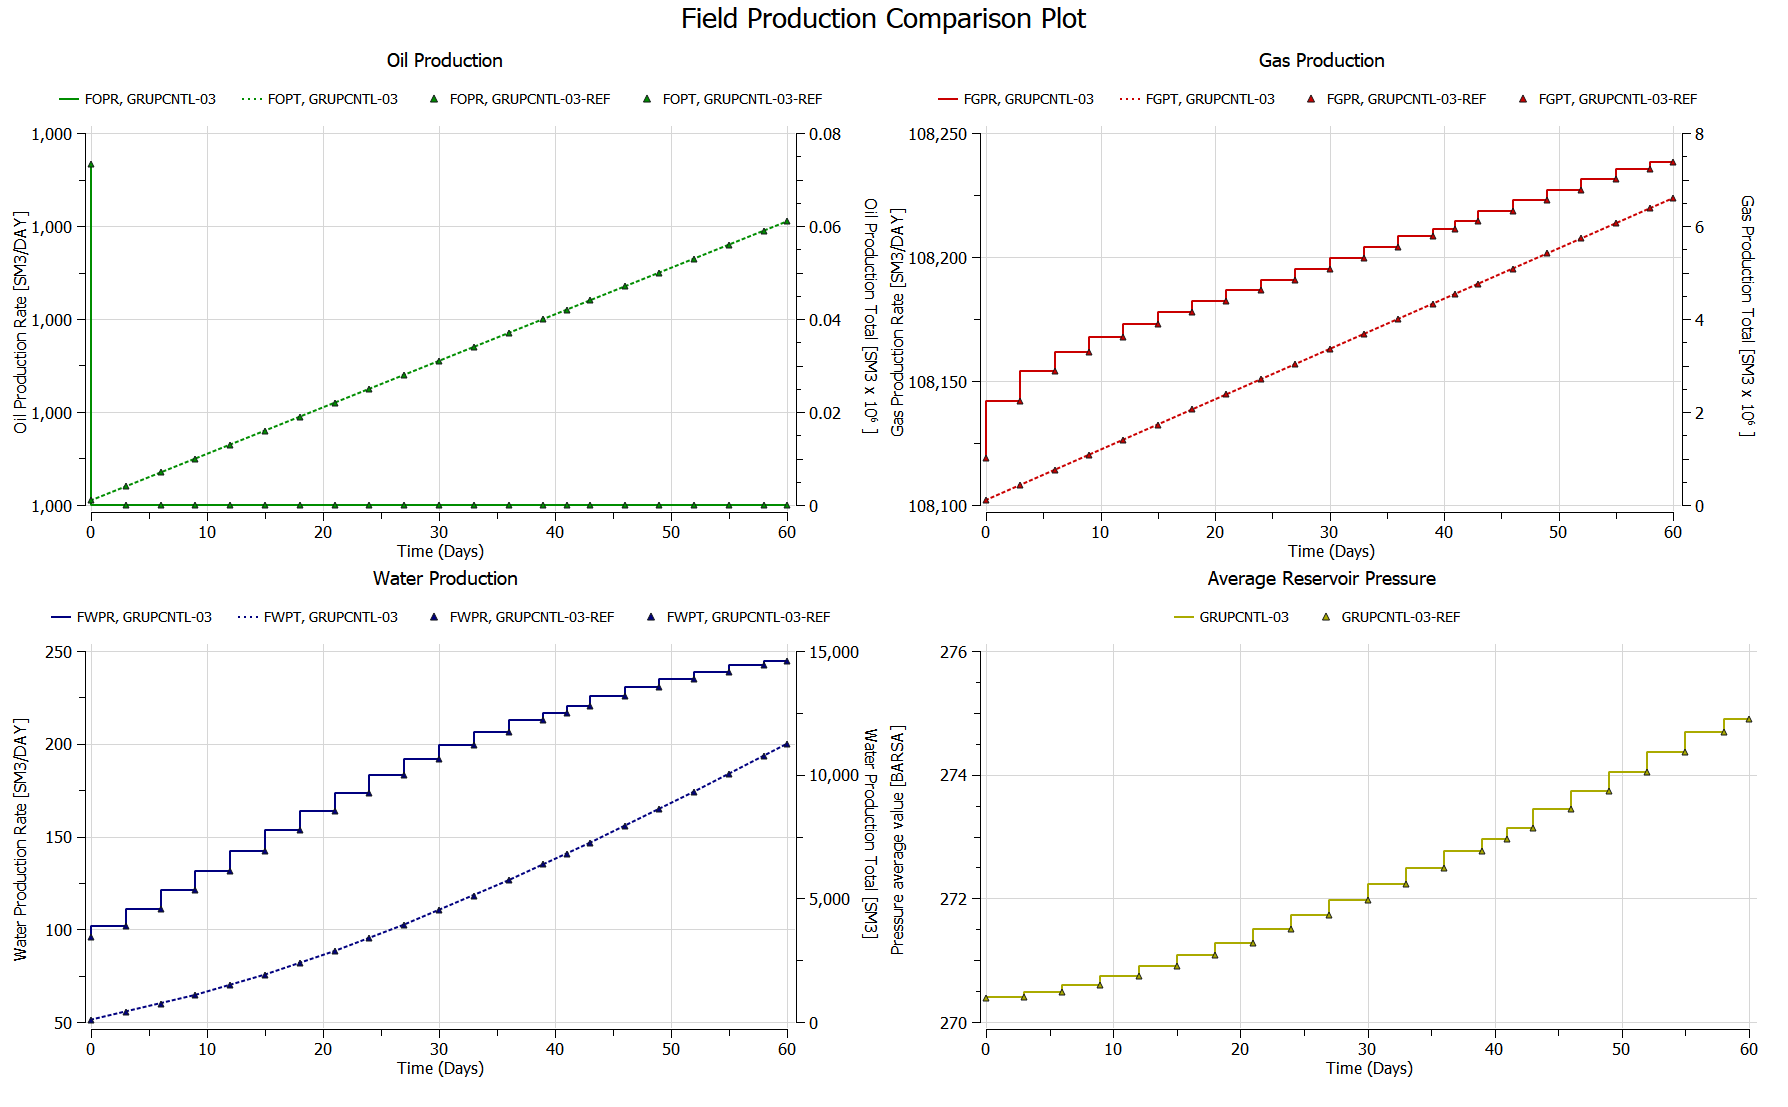 Field Production Comparison Plot
Oil Production
FOPR, GRUPCNTL-03 FOPT, GRUPCNTL-03 FOPR, GRUPCNTL-03-REF FOPT, GRUPCNTL-03-REF
1,000
1,000
1,000
1,000
1,000
Oil Production Rate [SM3/DAY]
0.08
0.06
0.04
0.02
0
Oil Production Total [SM3 x 10⁶ ]
0 10 20 30 40 50 60
Time (Days)
Gas Production
FGPR, GRUPCNTL-03 FGPT, GRUPCNTL-03 FGPR, GRUPCNTL-03-REF FGPT, GRUPCNTL-03-REF
108,250
108,200
108,150
108,100
Gas Production Rate [SM3/DAY]
8
6
4
2
0
Gas Production Total [SM3 x 10⁶ ]
0 10 20 30 40 50 60
Time (Days)
Water Production
FWPR, GRUPCNTL-03 FWPT, GRUPCNTL-03 FWPR, GRUPCNTL-03-REF FWPT, GRUPCNTL-03-REF
250
200
150
100
50
Water Production Rate [SM3/DAY]
15,000
10,000
5,000
0
Water Production Total [SM3]
0 10 20 30 40 50 60
Time (Days)
Average Reservoir Pressure
GRUPCNTL-03 GRUPCNTL-03-REF
276
274
272
270
Pressure average value [BARSA]
0 10 20 30 40 50 60
Time (Days)